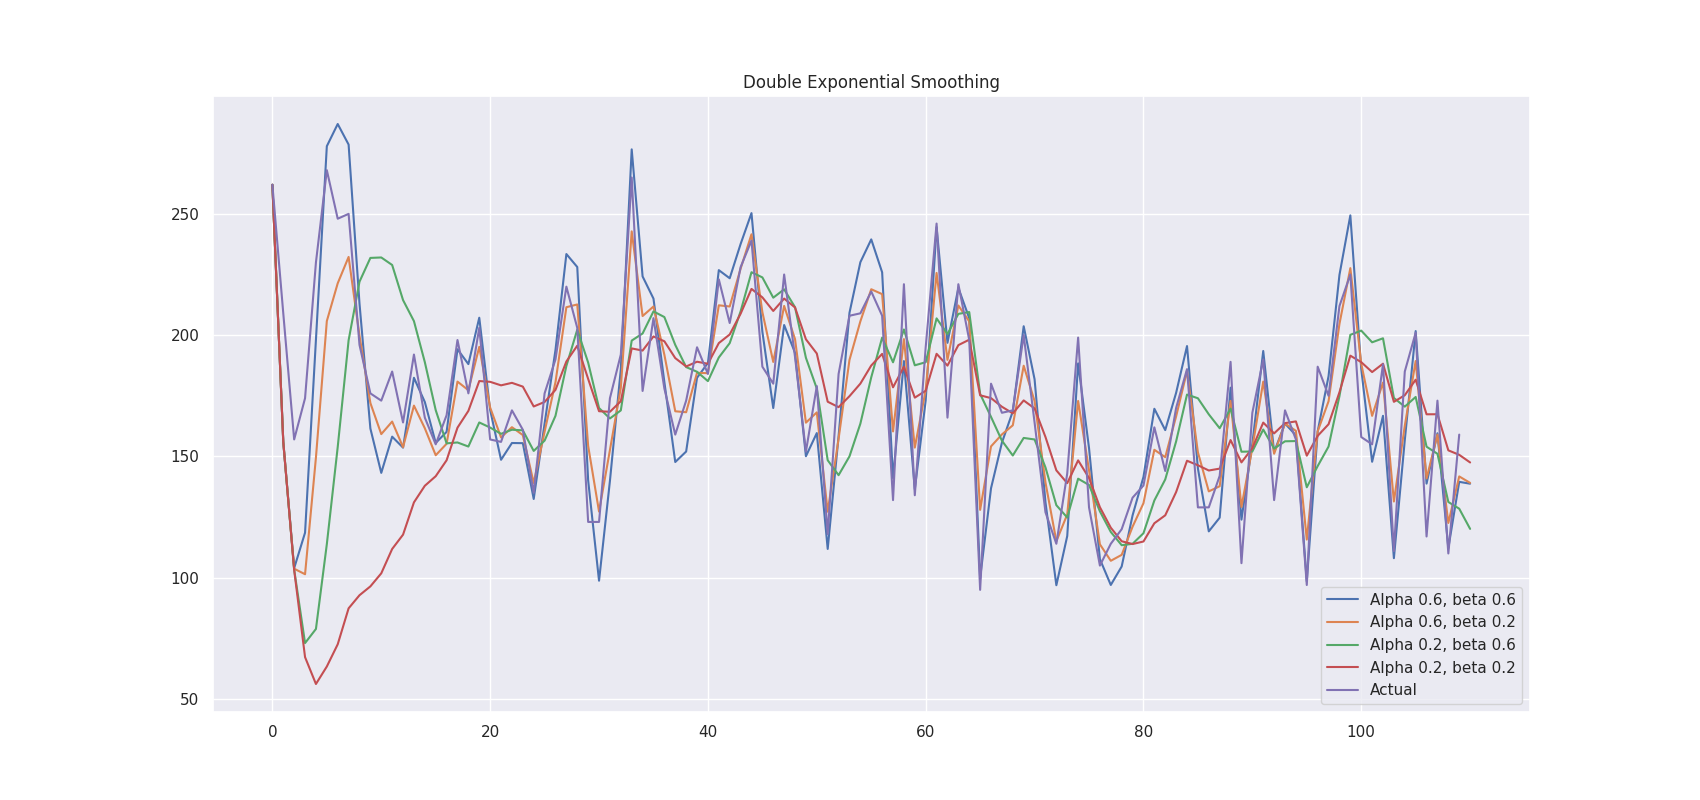 Double Exponential Smoothing
250
200
150
100
50
0
20
40
60
80
100
Alpha 0.6, beta 0.6
Alpha 0.6, beta 0.2
Alpha 0.2, beta 0.6
Alpha 0.2, beta 0.2
Actual